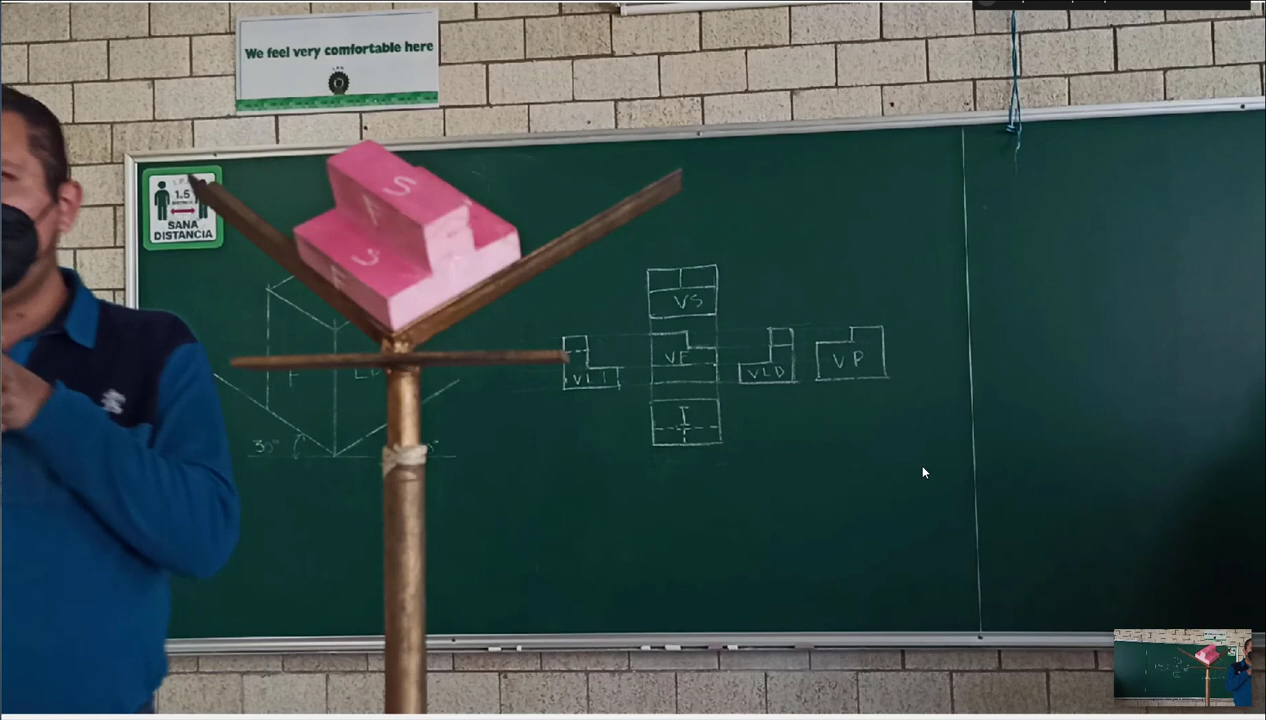 We feel very comfortable here
1.5
SANA
DISTANCIA
S
F
S
F
VS
VLI
VF
VLD
VP
I
F
30°